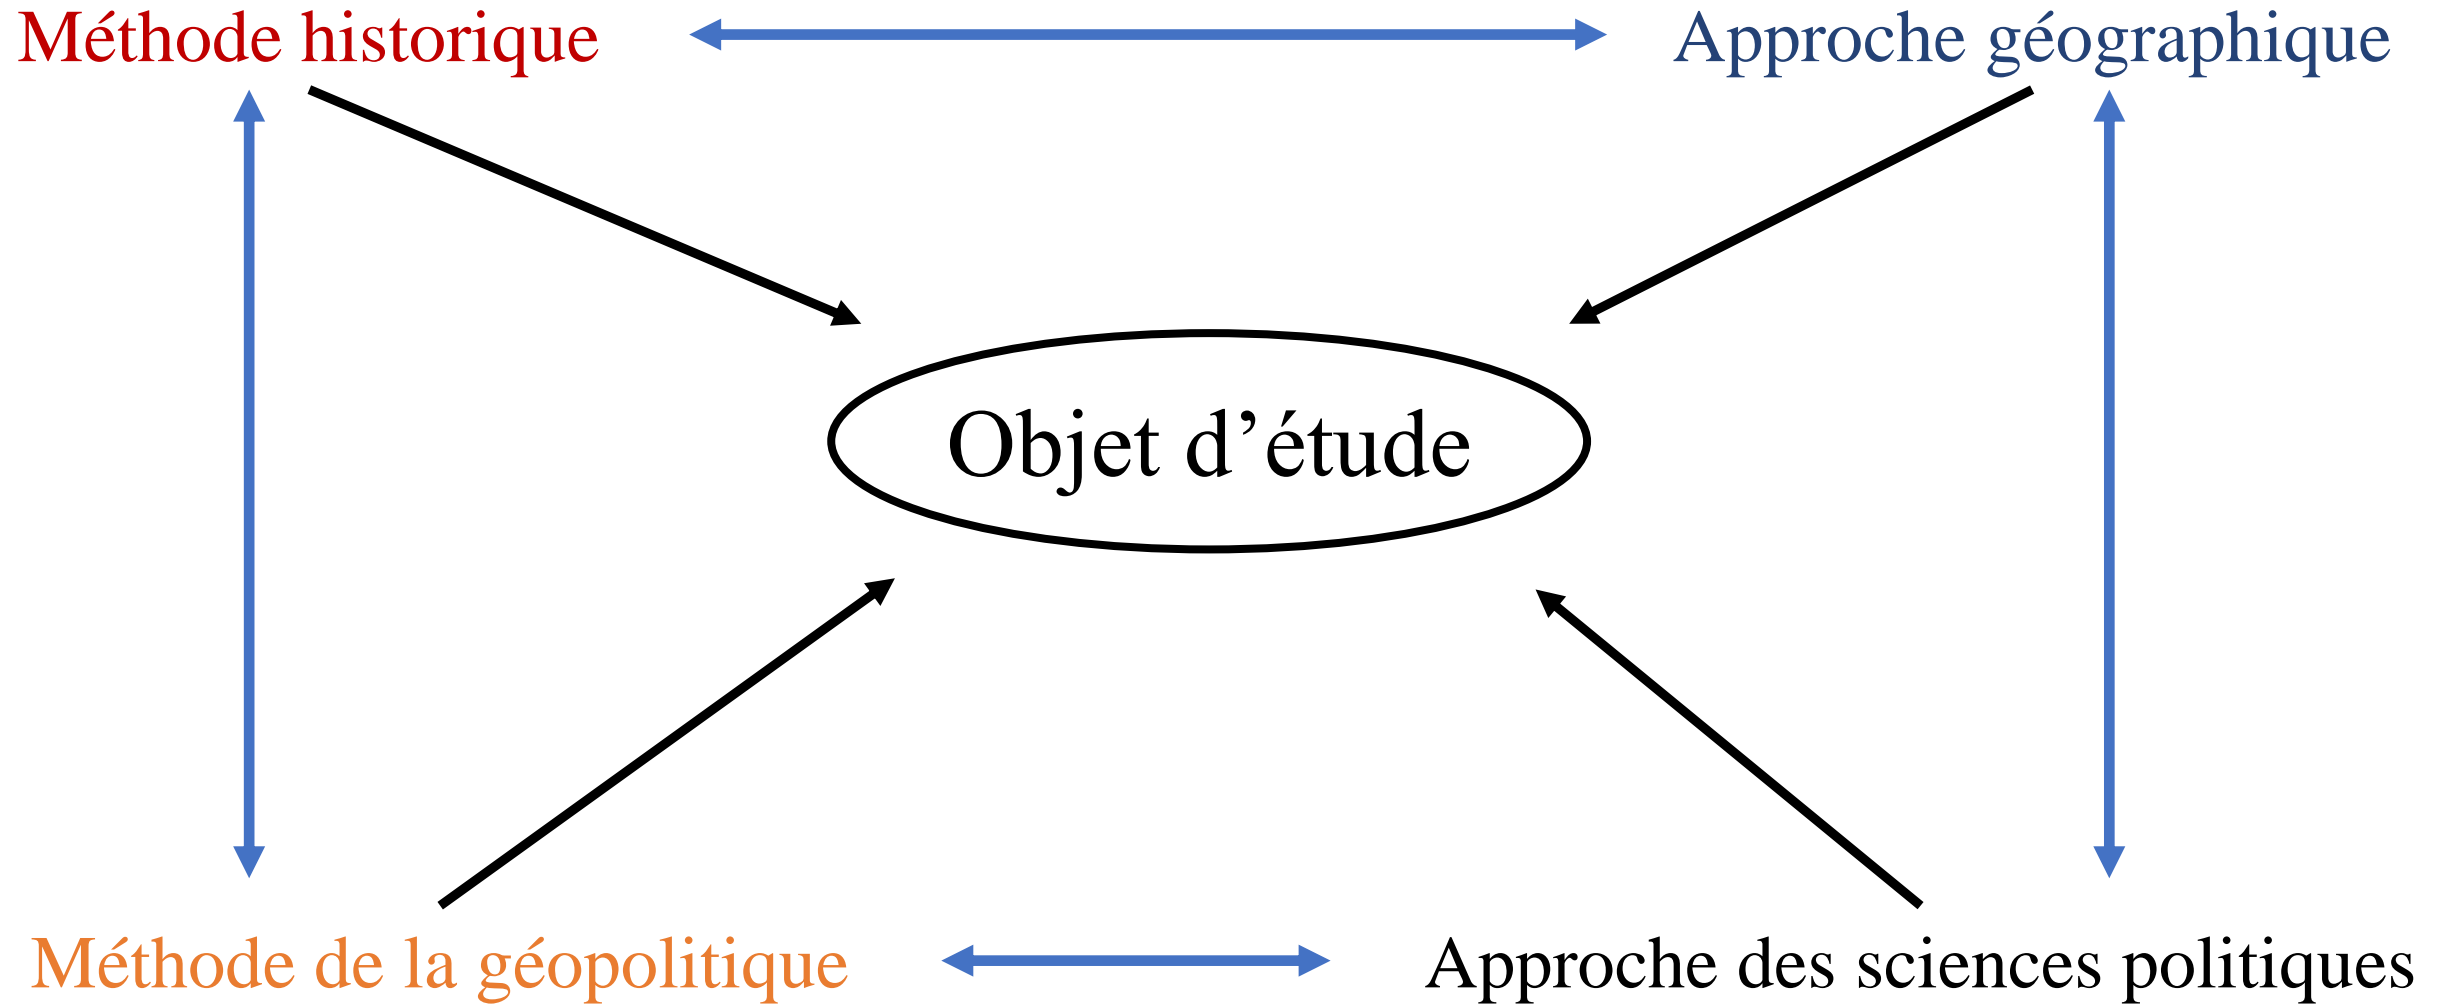 Méthode historique
Approche géographique
Objet d’étude
Méthode de la géopolitique
Approche des sciences politiques